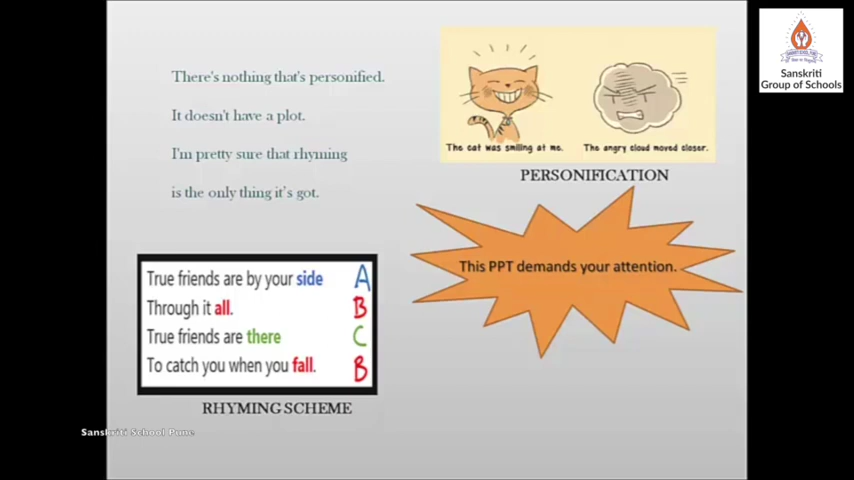 There's nothing that's personified.
It doesn't have a plot.
I'm pretty sure that rhyming
is the only thing it's got.
The cat was smiling at me.
The angry cloud moved closer.
PERSONIFICATION
This PPT demands your attention.
True friends are by your side A
Through it all. B
True friends are there C
To catch you when you fall. B
RHYMING SCHEME
Sanskriti School Pune
Sanskriti
Group of Schools